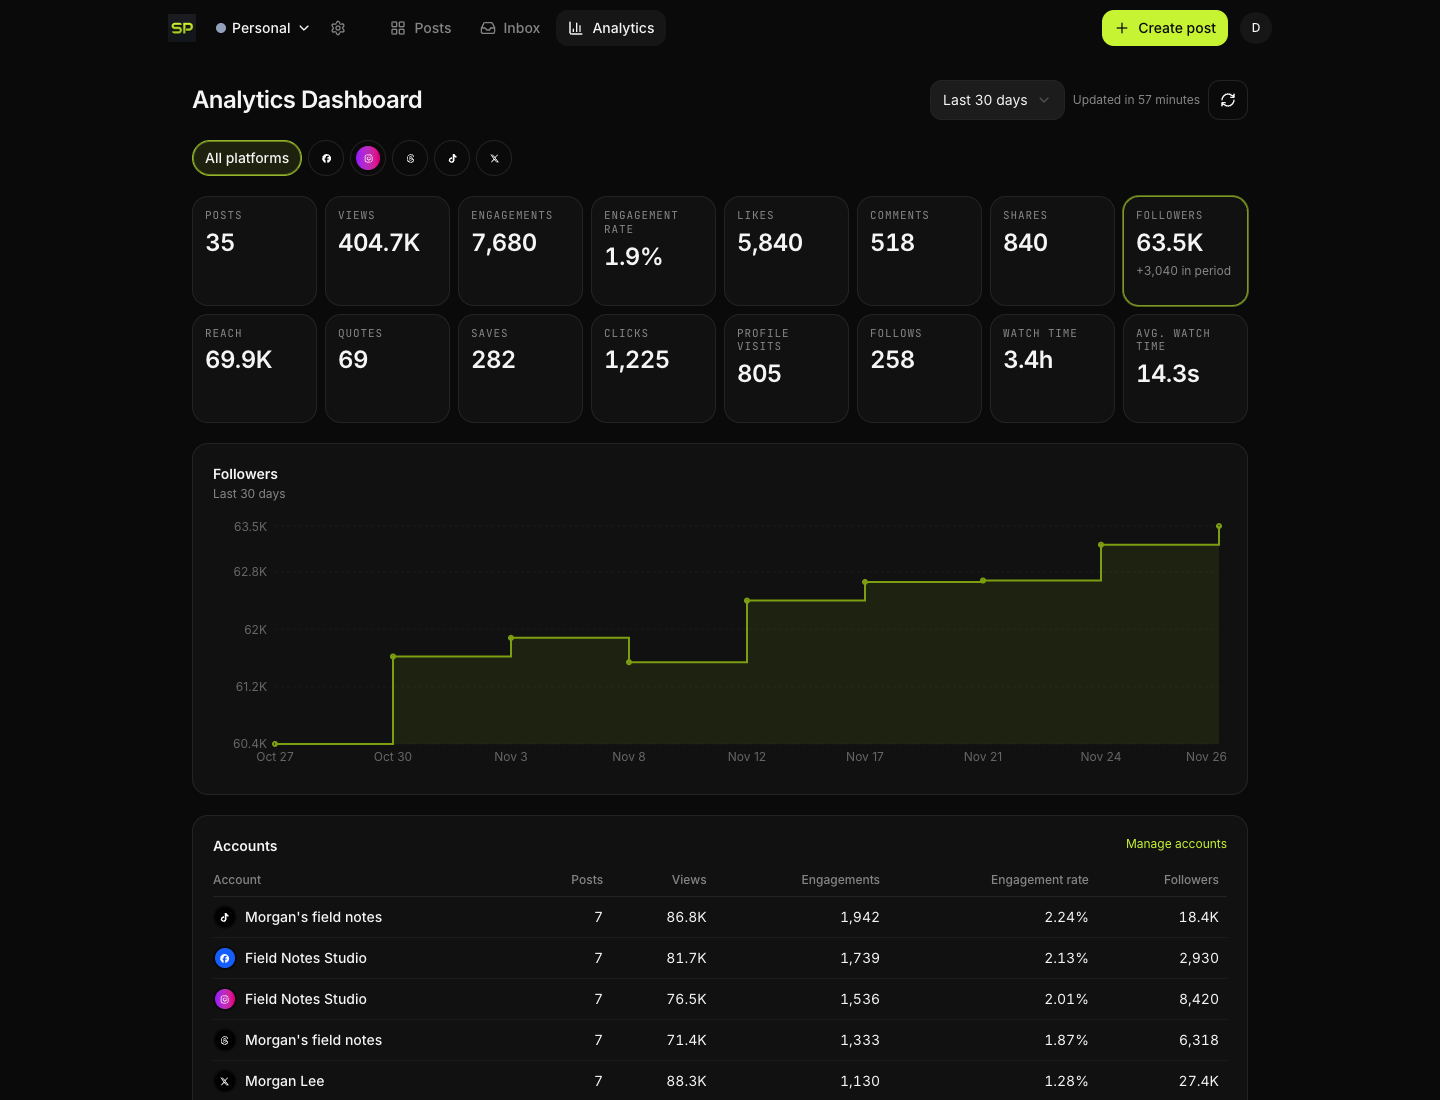 SP Personal Posts Inbox Analytics Create post D
Analytics Dashboard Last 30 days Updated in 57 minutes
All platforms
POSTS VIEWS ENGAGEMENTS ENGAGEMENT RATE LIKES COMMENTS SHARES FOLLOWERS
35 404.7K 7,680 1.9% 5,840 518 840 63.5K
+3,040 in period
REACH QUOTES SAVES CLICKS PROFILE VISITS FOLLOWS WATCH TIME AVG. WATCH TIME
69.9K 69 282 1,225 805 258 3.4h 14.3s
Followers
Last 30 days
63.5K
62.8K
62K
61.2K
60.4K
Oct 27 Oct 30 Nov 3 Nov 8 Nov 12 Nov 17 Nov 21 Nov 24 Nov 26
Accounts Manage accounts
Account Posts Views Engagements Engagement rate Followers
Morgan's field notes 7 86.8K 1,942 2.24% 18.4K
Field Notes Studio 7 81.7K 1,739 2.13% 2,930
Field Notes Studio 7 76.5K 1,536 2.01% 8,420
Morgan's field notes 7 71.4K 1,333 1.87% 6,318
Morgan Lee 7 88.3K 1,130 1.28% 27.4K